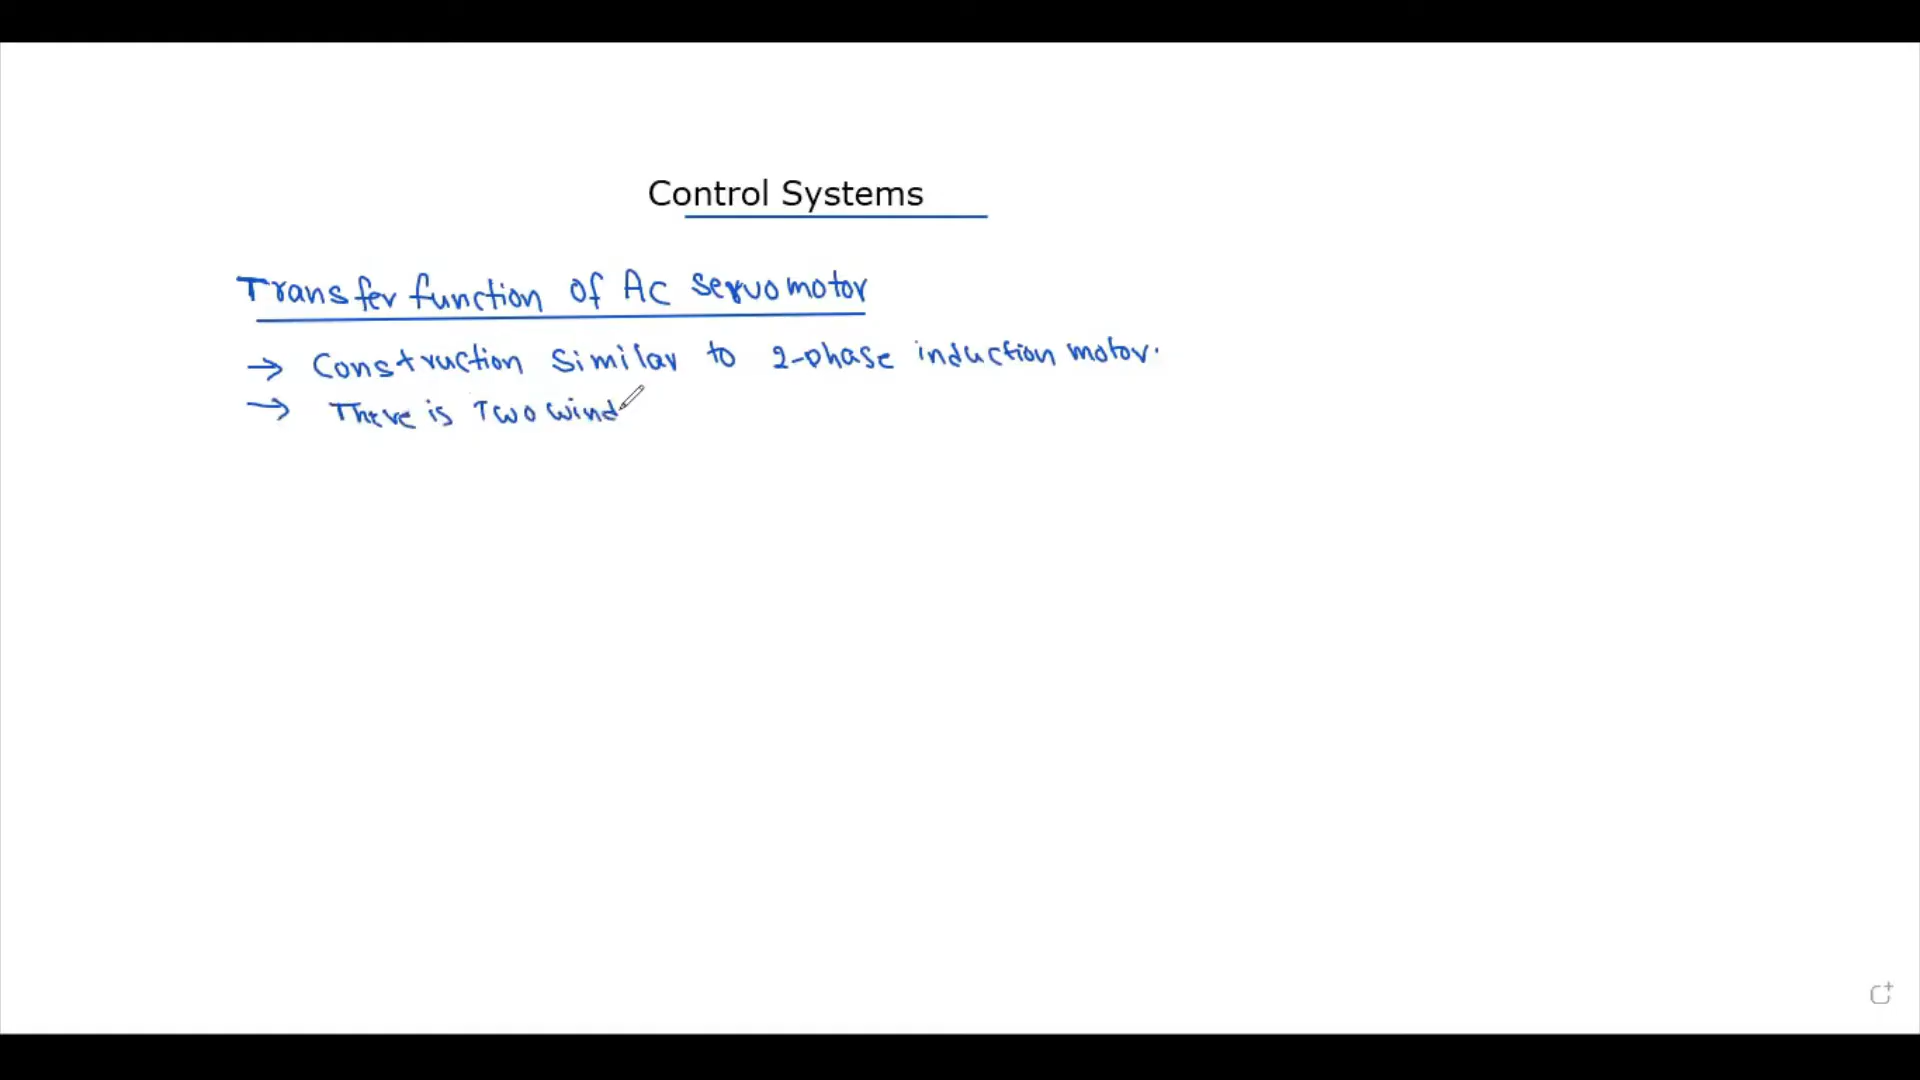 Control Systems
Transfer function of Ac servomotor
→ Construction similar to 2-phase induction motor.
→ There is Two wind